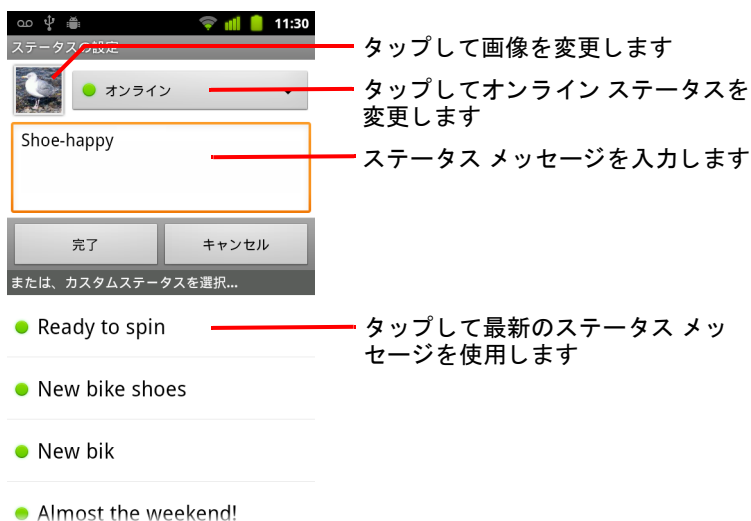 11:30
ステータスの設定
タップして画像を変更します
オンライン
タップしてオンライン ステータスを
変更します
Shoe-happy
ステータス メッセージを入力します
完了
キャンセル
または、カスタムステータスを選択...
Ready to spin
タップして最新のステータス メッ
セージを使用します
New bike shoes
New bik
Almost the weekend!